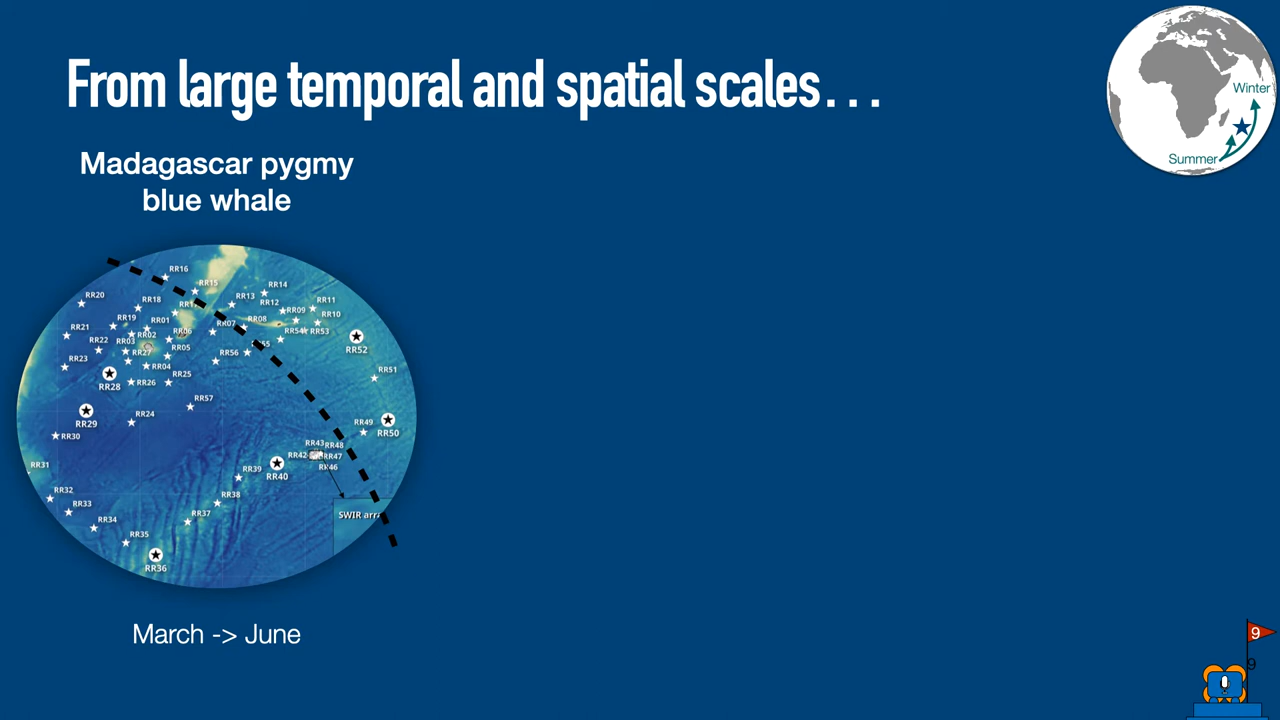 From large temporal and spatial scales…
Winter
Summer
Madagascar pygmy
blue whale
RR16
RR15
RR14
RR20
RR18
RR13
RR12
RR11
RR19
RR01
RR09
RR10
RR21
RR02
RR06
RR07
RR08
RR53
RR22
RR03
RR27
RR05
RR56
RR52
RR23
RR04
RR25
RR28
RR26
RR51
RR57
RR29
RR24
RR49
RR50
RR30
RR43
RR48
RR42
RR47
RR31
RR39
RR40
RR32
RR38
RR33
RR37
SWIR
RR34
RR35
RR36
March -> June
9
9